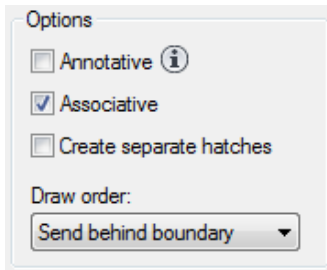 Options
Annotative
Associative
Create separate hatches
Draw order:
Send behind boundary